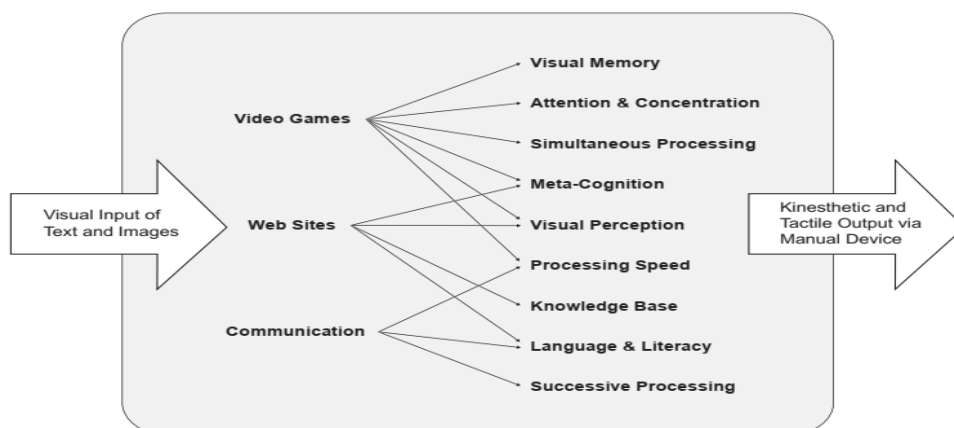 Visual Input of
Text and Images
Video Games
Web Sites
Communication
Visual Memory
Attention & Concentration
Simultaneous Processing
Meta-Cognition
Visual Perception
Processing Speed
Knowledge Base
Language & Literacy
Successive Processing
Kinesthetic and
Tactile Output via
Manual Device